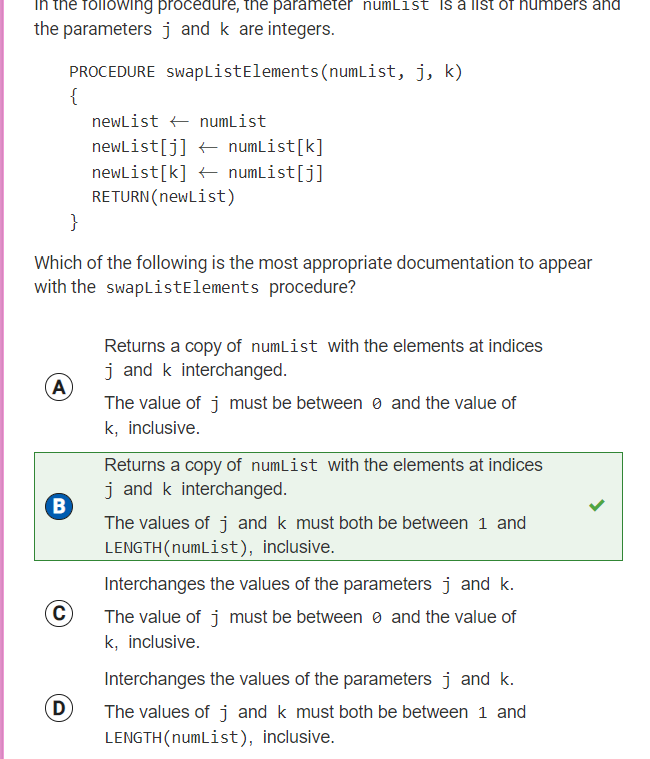 In the following procedure, the parameter numList is a list of numbers and
the parameters j and k are integers.
PROCEDURE swapListElements(numList, j, k)
{
newList ← numList
newList[j] ← numList[k]
newList[k] ← numList[j]
RETURN(newList)
}
Which of the following is the most appropriate documentation to appear
with the swapListElements procedure?
A
Returns a copy of numList with the elements at indices
j and k interchanged.
The value of j must be between 0 and the value of
k, inclusive.
B
Returns a copy of numList with the elements at indices
j and k interchanged.
The values of j and k must both be between 1 and
LENGTH(numList), inclusive.
C
Interchanges the values of the parameters j and k.
The value of j must be between 0 and the value of
k, inclusive.
D
Interchanges the values of the parameters j and k.
The values of j and k must both be between 1 and
LENGTH(numList), inclusive.